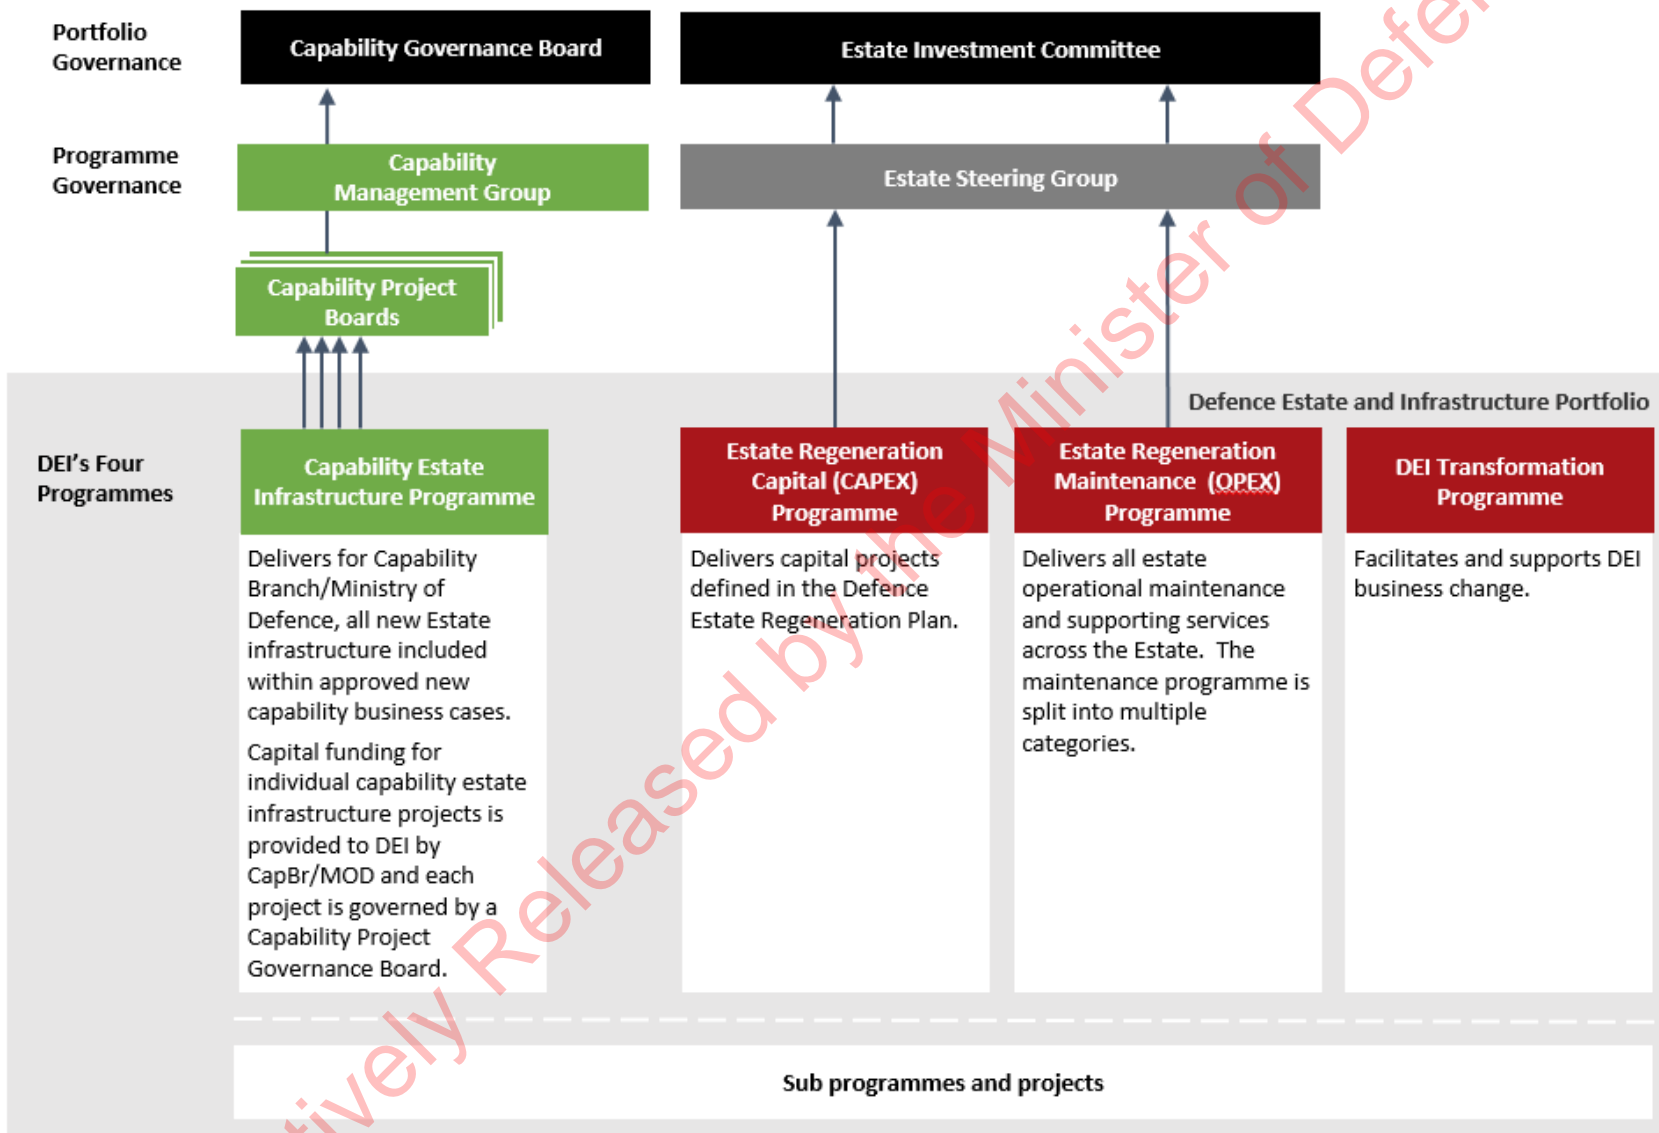 Portfolio
Governance
Capability Governance Board
Estate Investment Committee
Programme
Governance
Capability
Management Group
Estate Steering Group
Capability Project
Boards
Defence Estate and Infrastructure Portfolio
DEI's Four
Programmes
Capability Estate
Infrastructure Programme
Delivers for Capability
Branch/Ministry of
Defence, all new Estate
infrastructure included
within approved new
capability business cases.
Capital funding for
individual capability estate
infrastructure projects is
provided to DEI by
CapBr/MOD and each
project is governed by a
Capability Project
Governance Board.
Estate Regeneration
Capital (CAPEX)
Programme
Delivers capital projects
defined in the Defence
Estate Regeneration Plan.
Estate Regeneration
Maintenance (OPEX)
Programme
Delivers all estate
operational maintenance
and supporting services
across the Estate. The
maintenance programme is
split into multiple
categories.
DEI Transformation
Programme
Facilitates and supports DEI
business change.
Sub programmes and projects
tively Released by the Minister of Defen